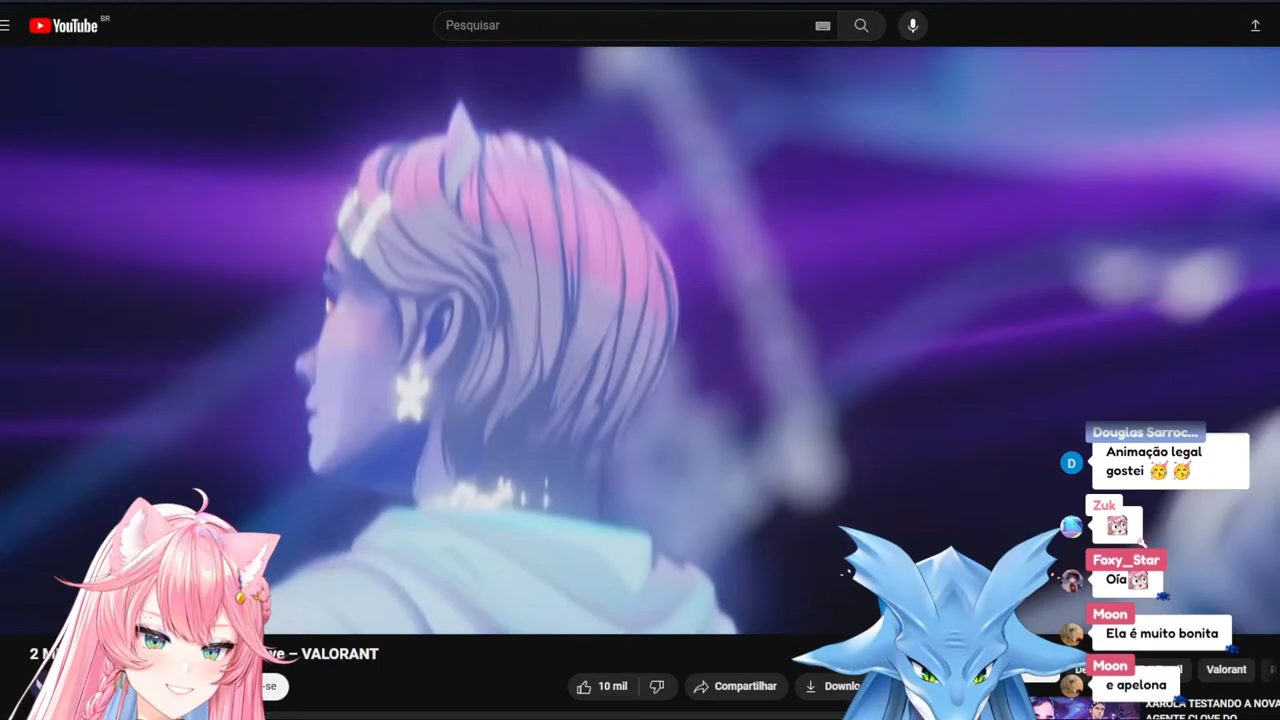 YouTube BR
Pesquisar
Douglas Sarroc...
D
Animação legal
gostei 🥳 🥳
Zuk
Foxy_Star
Oía
Moon
Ela é muito bonita
Moon
e apelona
– VALORANT
10 mil
Compartilhar
Downlo
Valorant
XAROLA TESTANDO A NOVA
AGENTE CLOVE DO